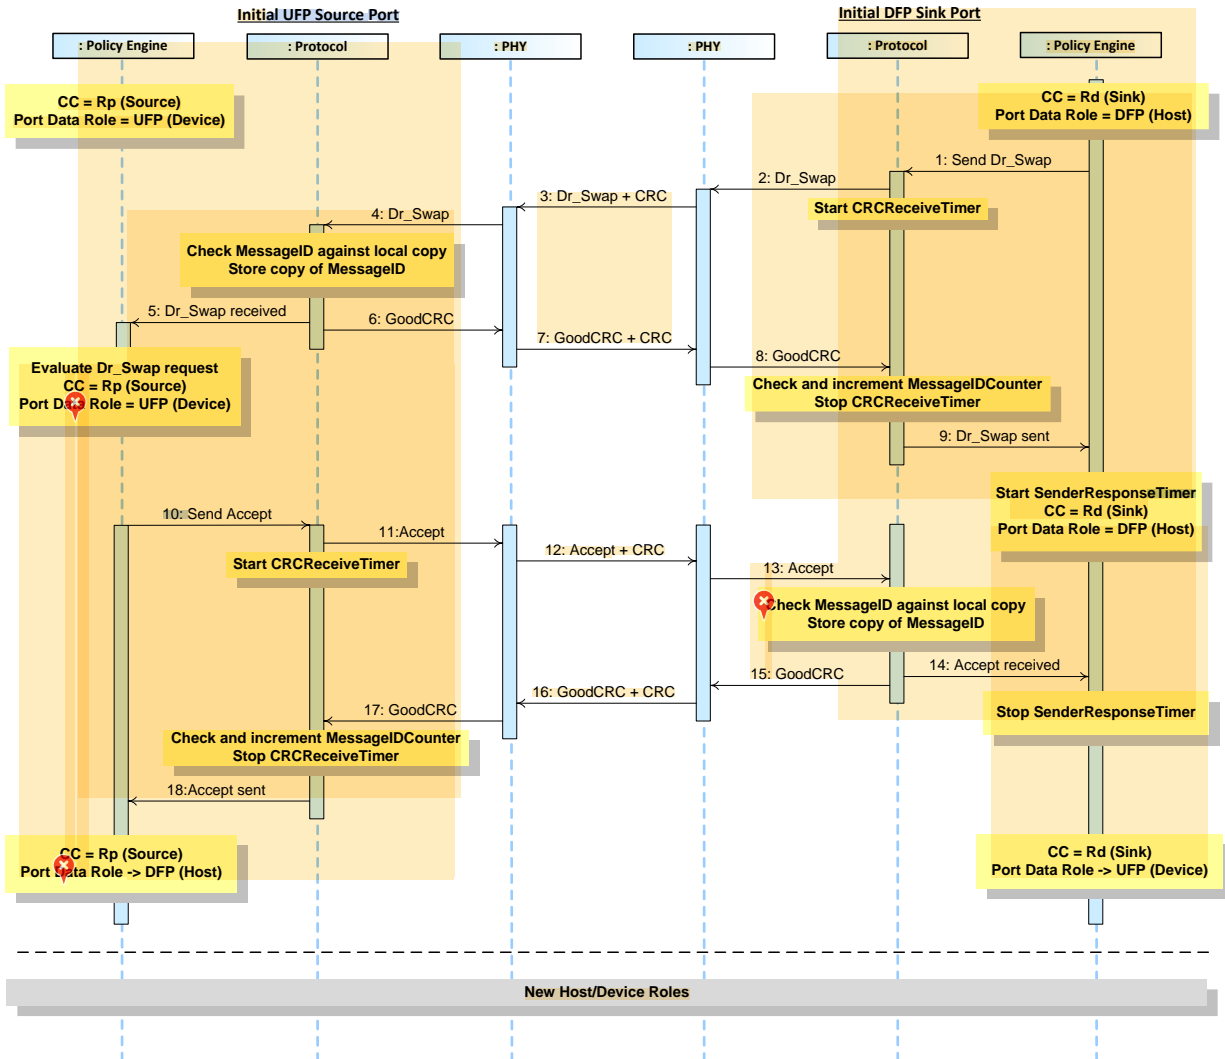 Initial UFP Source Port
Initial DFP Sink Port
: Policy Engine
: Protocol
: PHY
: PHY
: Protocol
: Policy Engine
CC = Rp (Source)
Port Data Role = UFP (Device)
CC = Rd (Sink)
Port Data Role = DFP (Host)
1: Send Dr_Swap
2: Dr_Swap
Start CRCReceiveTimer
3: Dr_Swap + CRC
4: Dr_Swap
Check MessageID against local copy
Store copy of MessageID
5: Dr_Swap received
6: GoodCRC
7: GoodCRC + CRC
8: GoodCRC
Evaluate Dr_Swap request
CC = Rp (Source)
Port Data Role = UFP (Device)
Check and increment MessageIDCounter
Stop CRCReceiveTimer
9: Dr_Swap sent
Start SenderResponseTimer
CC = Rd (Sink)
Port Data Role = DFP (Host)
10: Send Accept
11:Accept
Start CRCReceiveTimer
12: Accept + CRC
13: Accept
Check MessageID against local copy
Store copy of MessageID
14: Accept received
15: GoodCRC
16: GoodCRC + CRC
17: GoodCRC
Stop SenderResponseTimer
Check and increment MessageIDCounter
Stop CRCReceiveTimer
18:Accept sent
CC = Rp (Source)
Port Data Role -> DFP (Host)
CC = Rd (Sink)
Port Data Role -> UFP (Device)
New Host/Device Roles